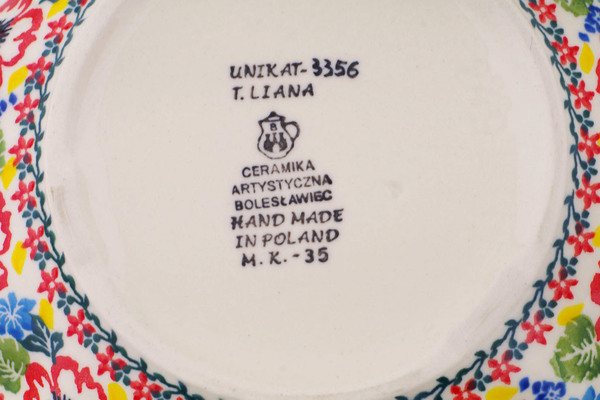 UNIKAT-3356
T. LIANA
B
CERAMIKA
ARTYSTYCZNA
BOLESŁAWIEC
HAND MADE
IN POLAND
M. K. - 35